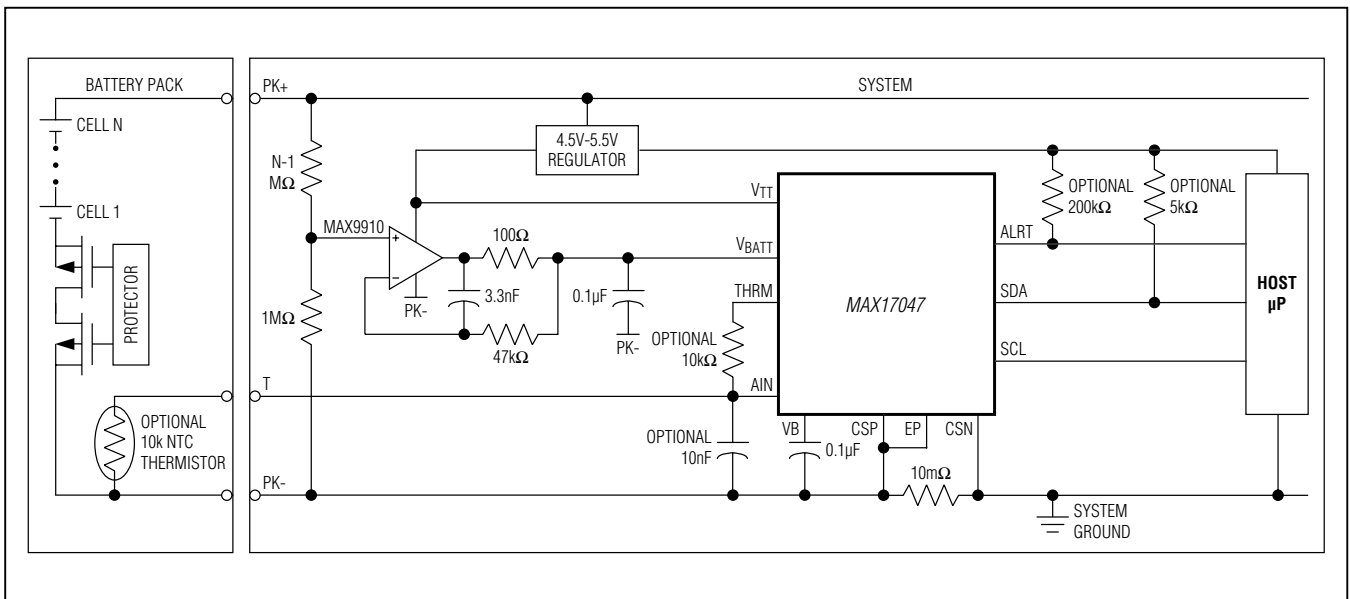 BATTERY PACK
PK+
SYSTEM
CELL N
4.5V-5.5V
REGULATOR
N-1
MΩ
CELL 1
VTT
OPTIONAL
200kΩ
OPTIONAL
5kΩ
MAX9910
+
−
100Ω
ALRT
VBATT
PROTECTOR
3.3nF
0.1µF
THRM
MAX17047
SDA
HOST
µP
PK-
1MΩ
47kΩ
PK-
OPTIONAL
10kΩ
SCL
T
AIN
OPTIONAL
10k NTC
THERMISTOR
OPTIONAL
10nF
VB
0.1µF
CSP
EP
CSN
10mΩ
PK-
SYSTEM
GROUND